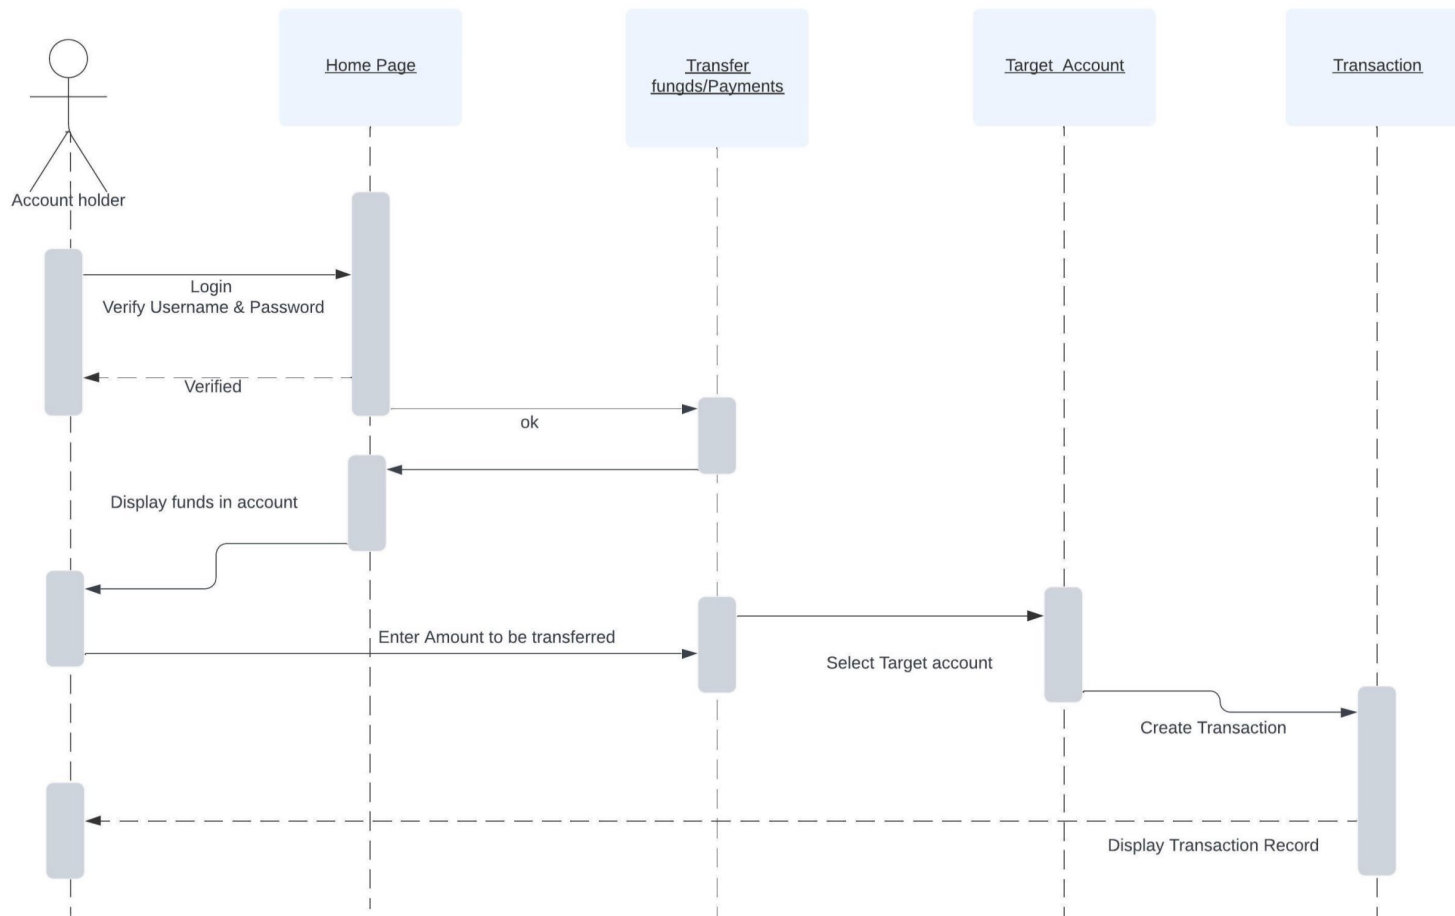 Home Page
Transfer
fungds/Payments
Target  Account
Transaction
Account holder
Login
Verify Username & Password
Verified
ok
Display funds in account
Enter Amount to be transferred
Select Target account
Create Transaction
Display Transaction Record